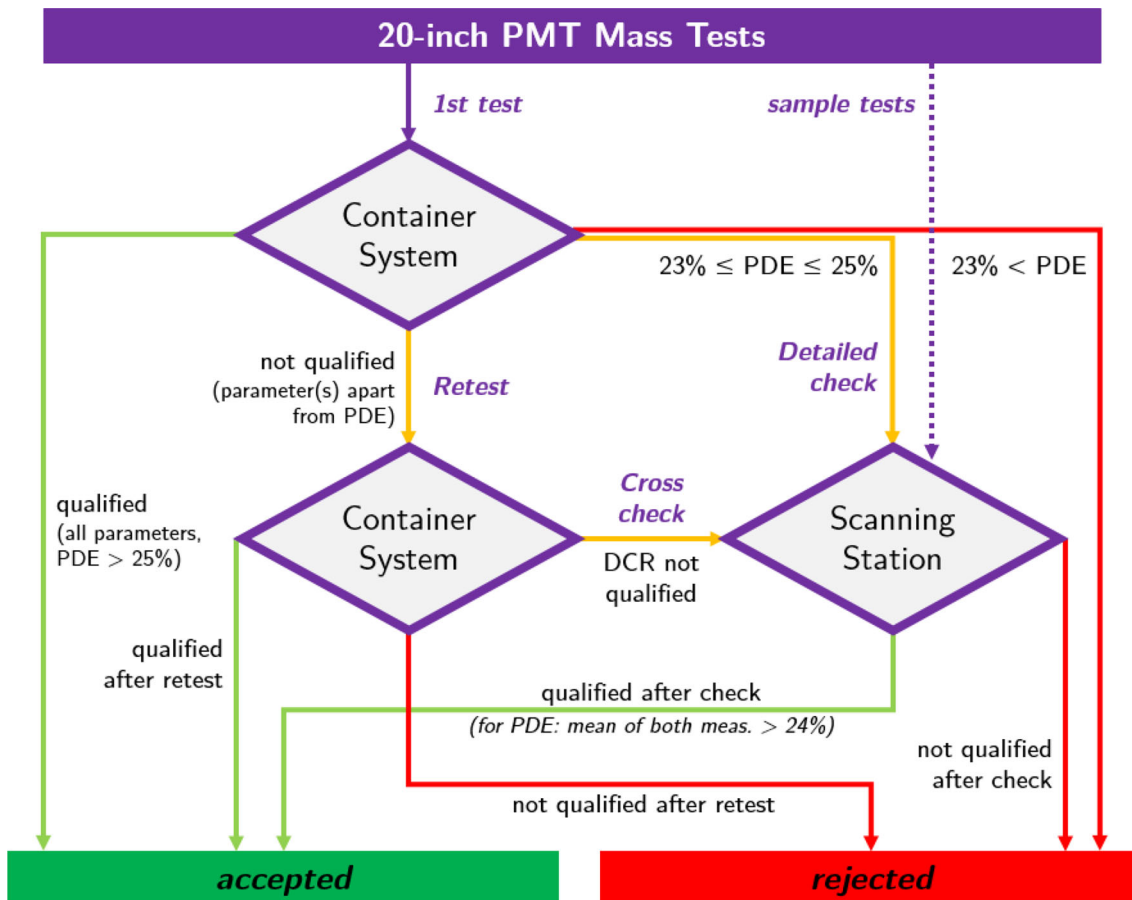 20-inch PMT Mass Tests
1st test
sample tests
Container
System
23% ≤ PDE ≤ 25%
23% < PDE
not qualified
(parameter(s) apart
from PDE)
Retest
Detailed
check
qualified
(all parameters,
PDE > 25%)
Container
System
Cross
check
DCR not
qualified
Scanning
Station
qualified
after retest
qualified after check
(for PDE: mean of both meas. > 24%)
not qualified
after check
not qualified after retest
accepted
rejected